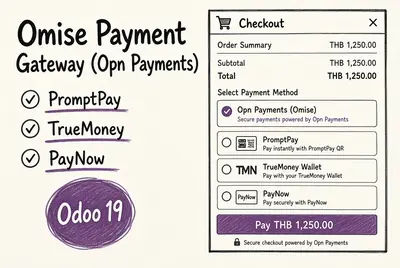 Omise Payment
Gateway (Opn Payments)
PromptPay
TrueMoney
PayNow
Odoo 19
Checkout
Order Summary THB 1,250.00
Subtotal THB 1,250.00
Total THB 1,250.00
Select Payment Method
Opn Payments (Omise)
Secure payments powered by Opn Payments
PromptPay
Pay instantly with PromptPay QR
TMN TrueMoney Wallet
Pay with your TrueMoney Wallet
PayNow PayNow
Pay securely with PayNow
Pay THB 1,250.00
Secure checkout powered by Opn Payments